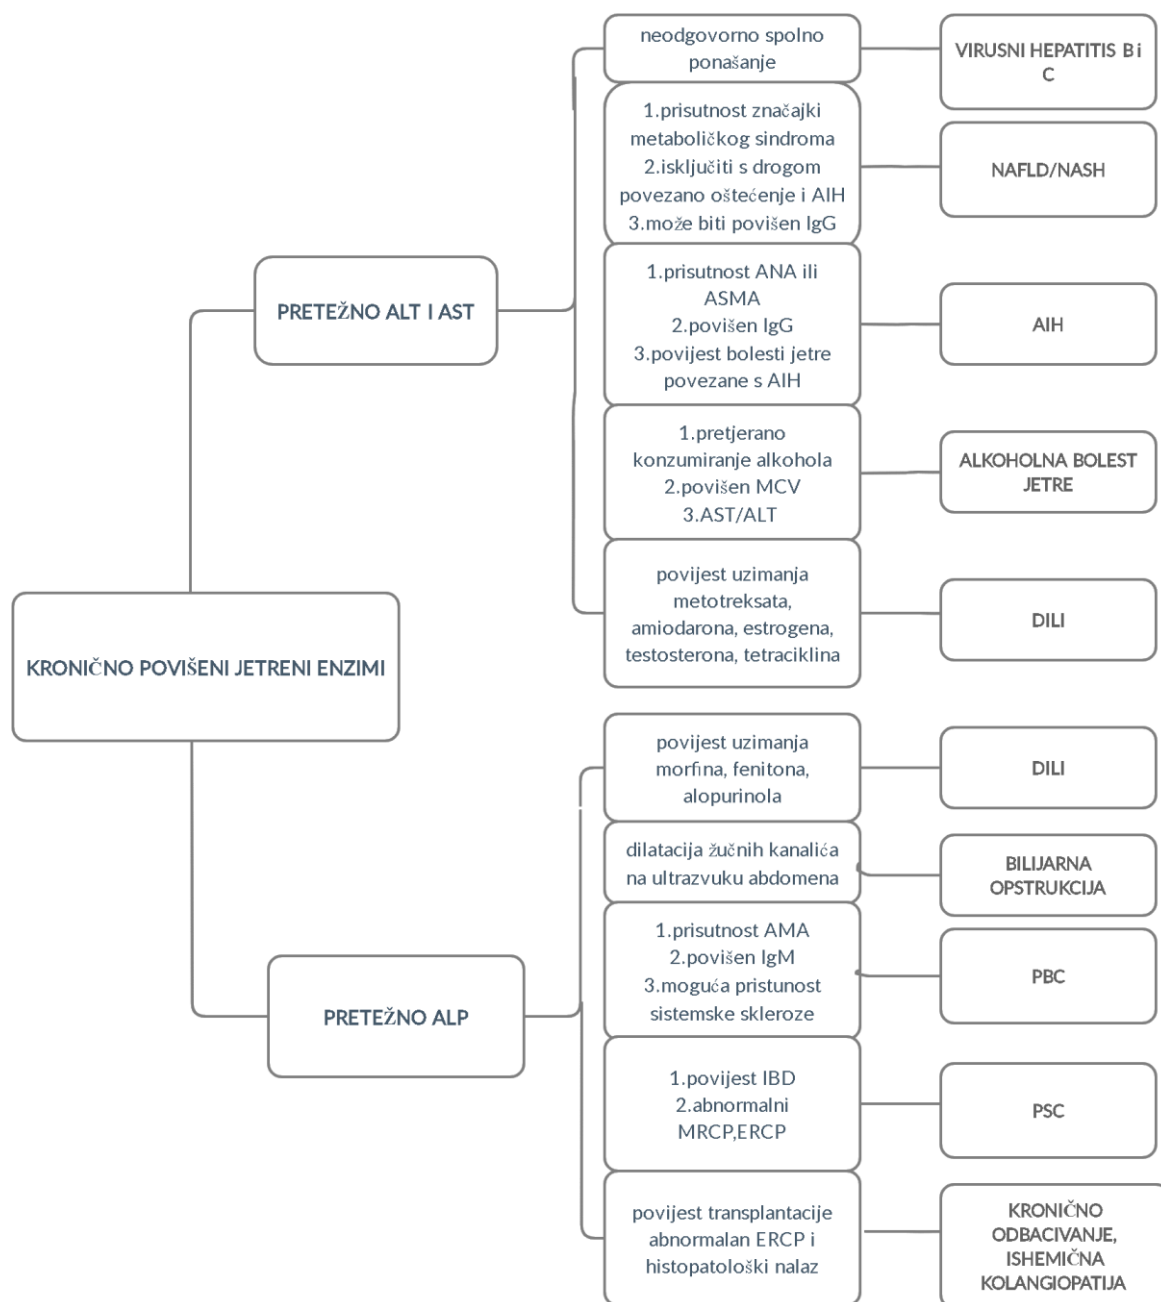 KRONIČNO POVIŠENI JETRENI ENZIMI
PRETEŽNO ALT I AST
neodgovorno spolno
ponašanje
VIRUSNI HEPATITIS B i
C
1.prisutnost značajki
metaboličkog sindroma
2.isključiti s drogom
povezano oštećenje i AIH
3.može biti povišen IgG
NAFLD/NASH
1.prisutnost ANA ili
ASMA
2.povišen IgG
3.povijest bolesti jetre
povezane s AIH
AIH
1.pretjerano
konzumiranje alkohola
2.povišen MCV
3.AST/ALT
ALKOHOLNA BOLEST
JETRE
povijest uzimanja
metotreksata,
amiodarona, estrogena,
testosterona, tetraciklina
DILI
PRETEŽNO ALP
povijest uzimanja
morfina, fenitona,
alopurinola
DILI
dilatacija žučnih kanalića
na ultrazvuku abdomena
BILIJARNA
OPSTRUKCIJA
1.prisutnost AMA
2.povišen IgM
3.moguća pristunost
sistemske skleroze
PBC
1.povijest IBD
2.abnormalni
MRCP,ERCP
PSC
povijest transplantacije
abnormalan ERCP i
histopatološki nalaz
KRONIČNO
ODBACIVANJE,
ISHEMIČNA
KOLANGIOPATIJA